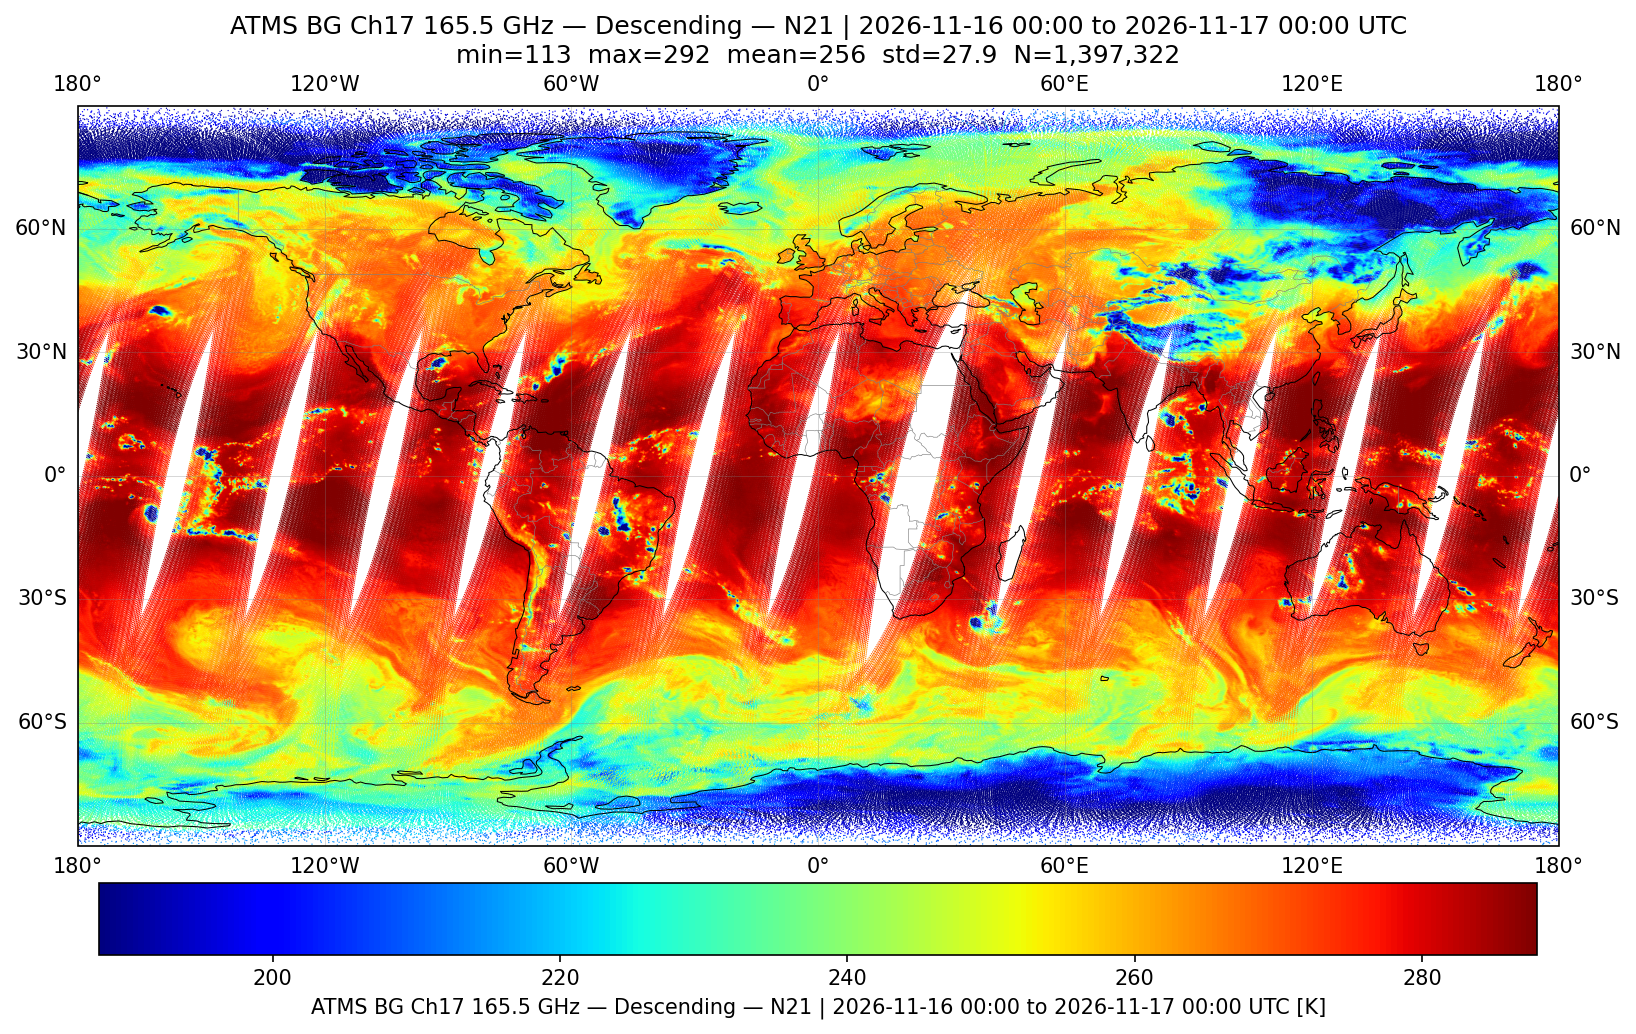 ATMS BG Ch17 165.5 GHz — Descending — N21 | 2026-11-16 00:00 to 2026-11-17 00:00 UTC
min=113  max=292  mean=256  std=27.9  N=1,397,322
180° 120°W 60°W 0° 60°E 120°E 180°
60°N 60°N
30°N 30°N
0° 0°
30°S 30°S
60°S 60°S
180° 120°W 60°W 0° 60°E 120°E 180°
200 220 240 260 280
ATMS BG Ch17 165.5 GHz — Descending — N21 | 2026-11-16 00:00 to 2026-11-17 00:00 UTC [K]